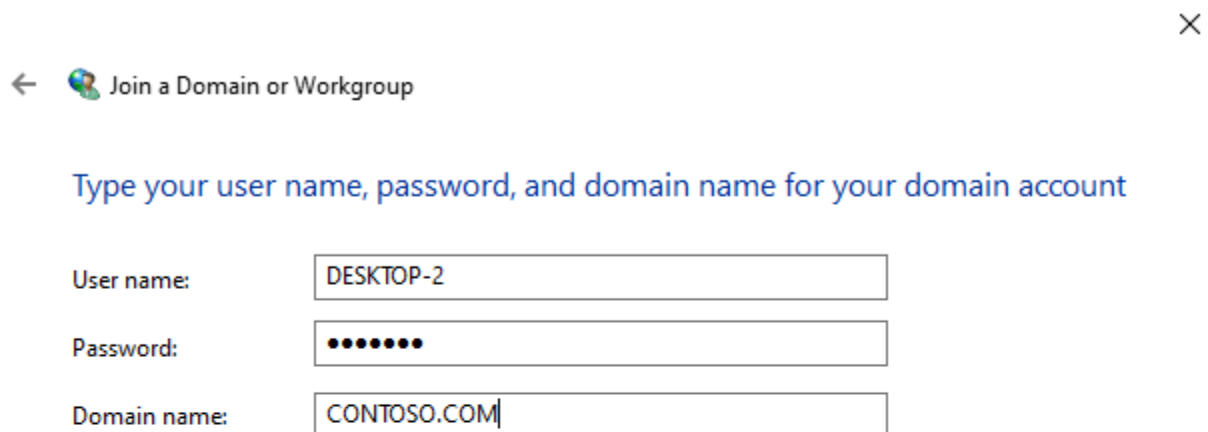 Join a Domain or Workgroup
Type your user name, password, and domain name for your domain account
User name: DESKTOP-2
Password: •••••••
Domain name: CONTOSO.COM